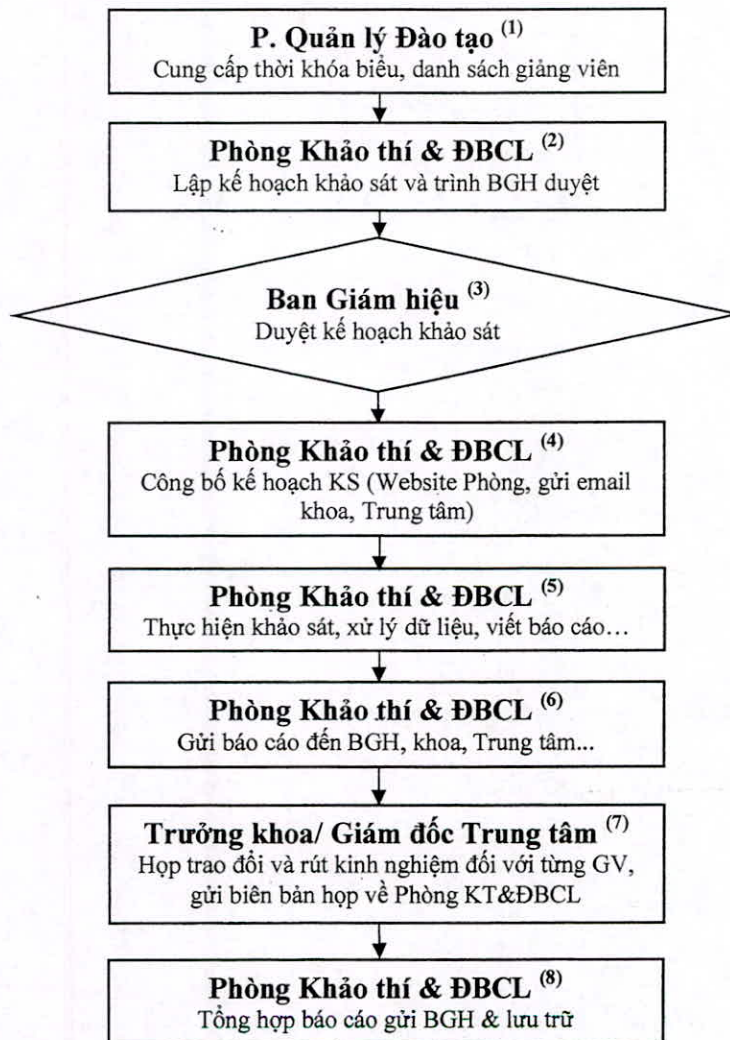 P. Quản lý Đào tạo (1)
Cung cấp thời khóa biểu, danh sách giảng viên
Phòng Khảo thí & ĐBCL (2)
Lập kế hoạch khảo sát và trình BGH duyệt
Ban Giám hiệu (3)
Duyệt kế hoạch khảo sát
Phòng Khảo thí & ĐBCL (4)
Công bố kế hoạch KS (Website Phòng, gửi email
khoa, Trung tâm)
Phòng Khảo thí & ĐBCL (5)
Thực hiện khảo sát, xử lý dữ liệu, viết báo cáo…
Phòng Khảo thí & ĐBCL (6)
Gửi báo cáo đến BGH, khoa, Trung tâm...
Trưởng khoa/ Giám đốc Trung tâm (7)
Họp trao đổi và rút kinh nghiệm đối với từng GV,
gửi biên bản họp về Phòng KT&ĐBCL
Phòng Khảo thí & ĐBCL (8)
Tổng hợp báo cáo gửi BGH & lưu trữ